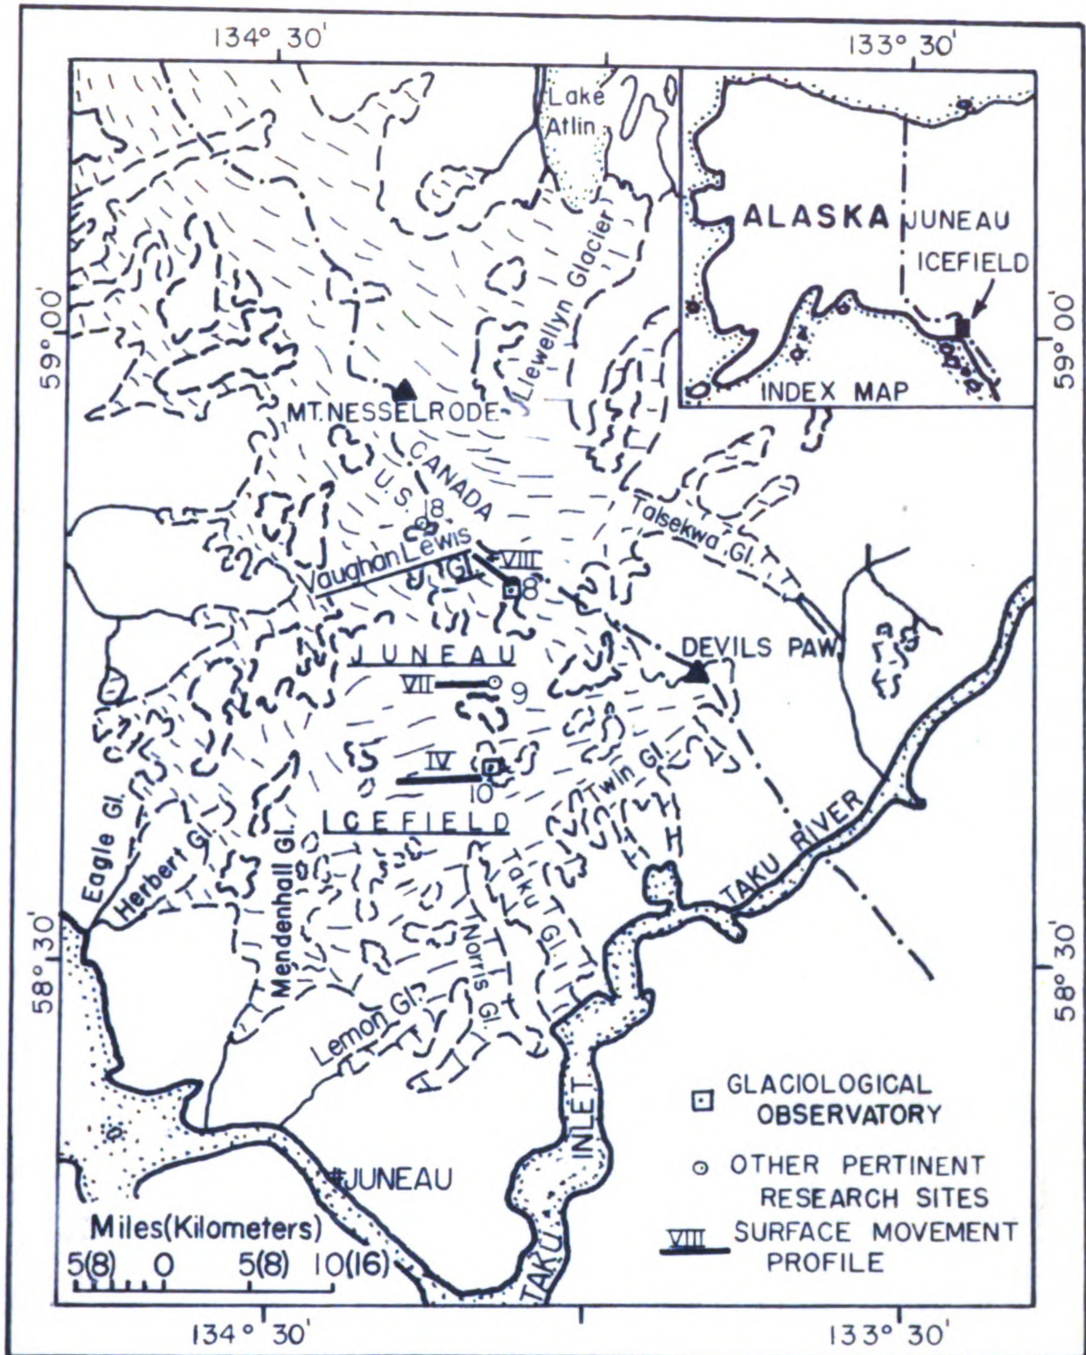 134° 30'
133° 30'
Lake
Atlin
ALASKA
JUNEAU
ICEFIELD
INDEX MAP
59° 00'
59° 00'
Llewellyn Glacier
MT. NESSELRODE
CANADA
U.S.
18
Vaughan Lewis
Gl.
VIII
8
Talsekwa Gl.
DEVILS PAW
JUNEAU
VII
9
IV
10
ICEFIELD
Twin Gl.
TAKU RIVER
Eagle Gl.
Herbert Gl.
Mendenhall Gl.
Taku Gl.
Norris Gl.
Lemon Gl.
58° 30'
58° 30'
TAKU INLET
JUNEAU
GLACIOLOGICAL
OBSERVATORY
OTHER PERTINENT
RESEARCH SITES
VIII SURFACE MOVEMENT
PROFILE
Miles(Kilometers)
5(8) 0 5(8) 10(16)
134° 30'
133° 30'